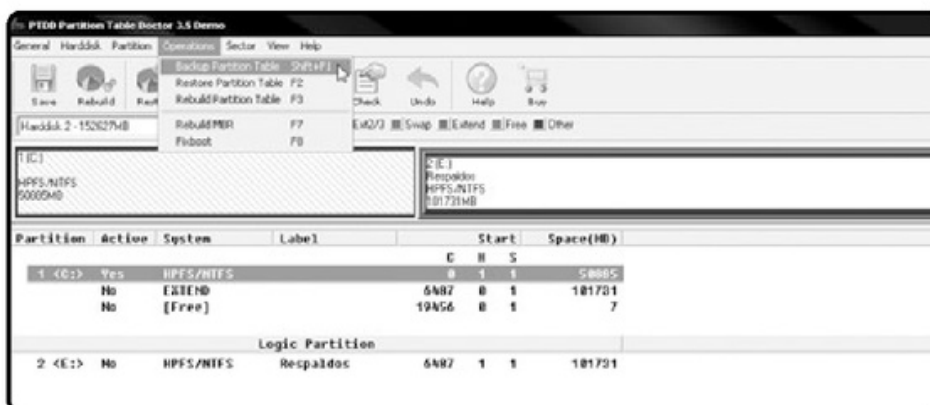 PTDD Partition Table Doctor 3.5 Demo
General Harddisk Partition Operations Sector View Help
Backup Partition Table Shift+F1
Restore Partition Table F2
Rebuild Partition Table F3
Rebuild MBR F7
Fixboot F8
Save Rebuild Check Undo Help Buy
Harddisk 2 - 152627MB Ext2/3 Swap Extend Free Other
1 (C:)
HPFS/NTFS
50885MB
2 (E:)
Respaldos
HPFS/NTFS
101731MB
Partition Active System Label Start Space(MB)
C H S
1 <C:> Yes HPFS/NTFS 0 1 1 50885
No EXTEND 6487 0 1 101731
No [Free] 19456 0 1 7
Logic Partition
2 <E:> No HPFS/NTFS Respaldos 6487 1 1 101731